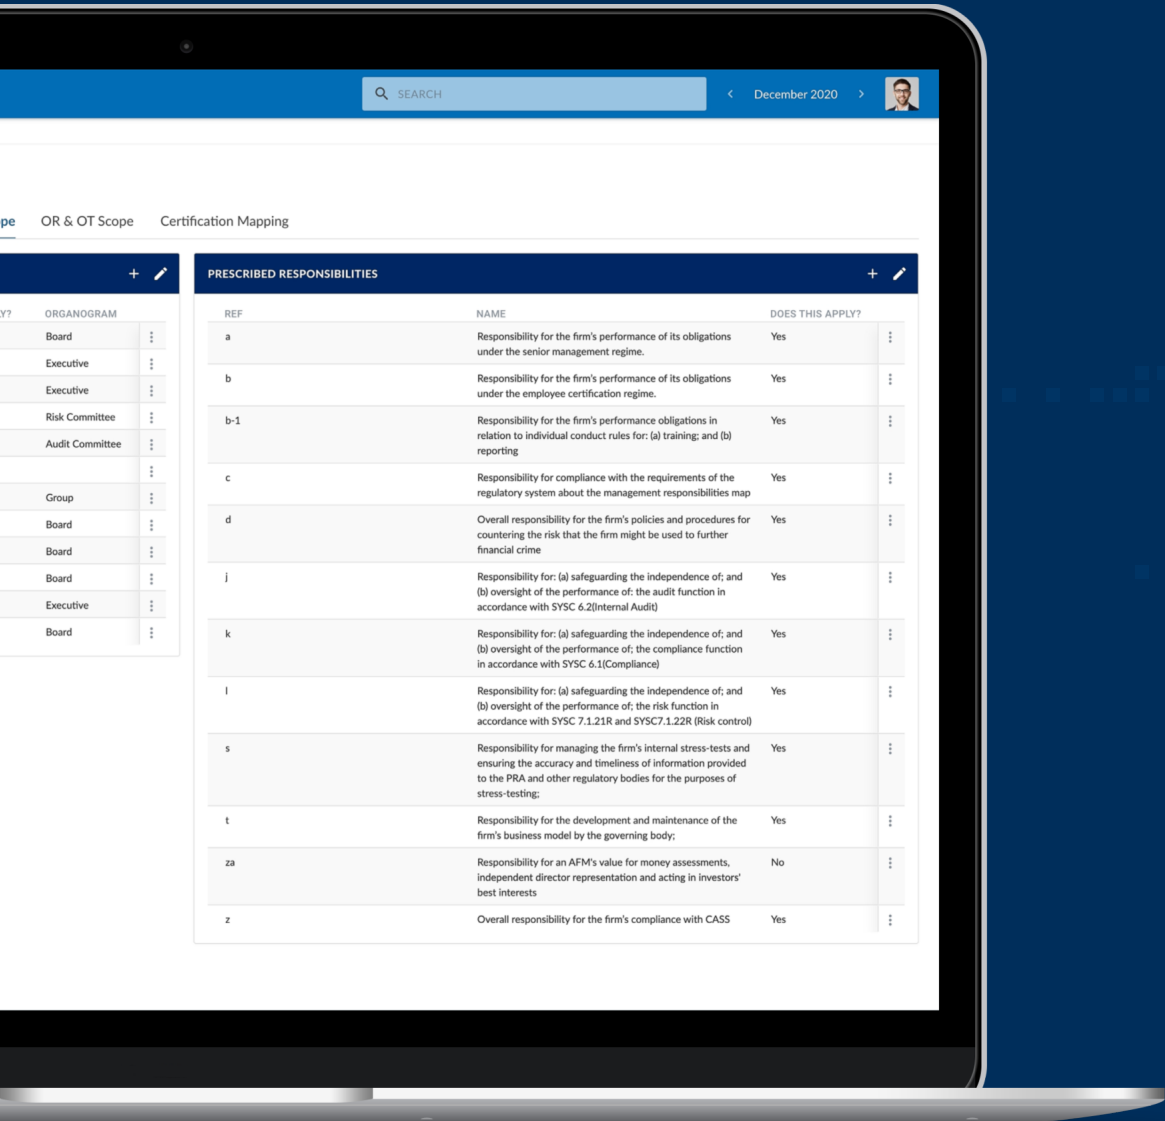 SEARCH
December 2020
OR & OT Scope
Certification Mapping
ORGANOGRAM
Board
Executive
Executive
Risk Committee
Audit Committee
Group
Board
Board
Board
Executive
Board
PRESCRIBED RESPONSIBILITIES
REF NAME DOES THIS APPLY?
a Responsibility for the firm's performance of its obligations Yes
under the senior management regime.
b Responsibility for the firm's performance of its obligations Yes
under the employee certification regime.
b-1 Responsibility for the firm's performance obligations in Yes
relation to individual conduct rules for: (a) training; and (b)
reporting
c Responsibility for compliance with the requirements of the Yes
regulatory system about the management responsibilities map
d Overall responsibility for the firm's policies and procedures for Yes
countering the risk that the firm might be used to further
financial crime
j Responsibility for: (a) safeguarding the independence of; and Yes
(b) oversight of the performance of: the audit function in
accordance with SYSC 6.2(Internal Audit)
k Responsibility for: (a) safeguarding the independence of; and Yes
(b) oversight of the performance of; the compliance function
in accordance with SYSC 6.1(Compliance)
l Responsibility for: (a) safeguarding the independence of; and Yes
(b) oversight of the performance of; the risk function in
accordance with SYSC 7.1.21R and SYSC7.1.22R (Risk control)
s Responsibility for managing the firm's internal stress-tests and Yes
ensuring the accuracy and timeliness of information provided
to the PRA and other regulatory bodies for the purposes of
stress-testing;
t Responsibility for the development and maintenance of the Yes
firm's business model by the governing body;
za Responsibility for an AFM's value for money assessments, No
independent director representation and acting in investors'
best interests
z Overall responsibility for the firm's compliance with CASS Yes